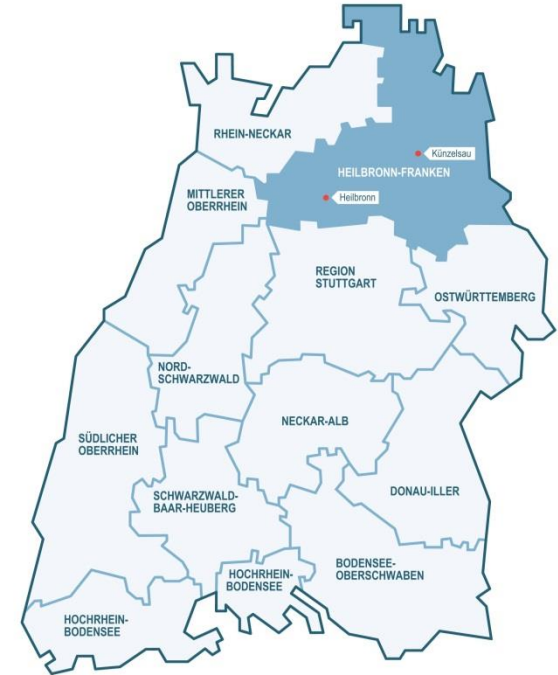 RHEIN-NECKAR
Künzelsau
HEILBRONN-FRANKEN
MITTLERER
OBERRHEIN
Heilbronn
REGION
STUTTGART
OSTWÜRTTEMBERG
NORD-
SCHWARZWALD
NECKAR-ALB
SÜDLICHER
OBERRHEIN
DONAU-ILLER
SCHWARZWALD-
BAAR-HEUBERG
BODENSEE-
OBERSCHWABEN
HOCHRHEIN-
BODENSEE
HOCHRHEIN-
BODENSEE